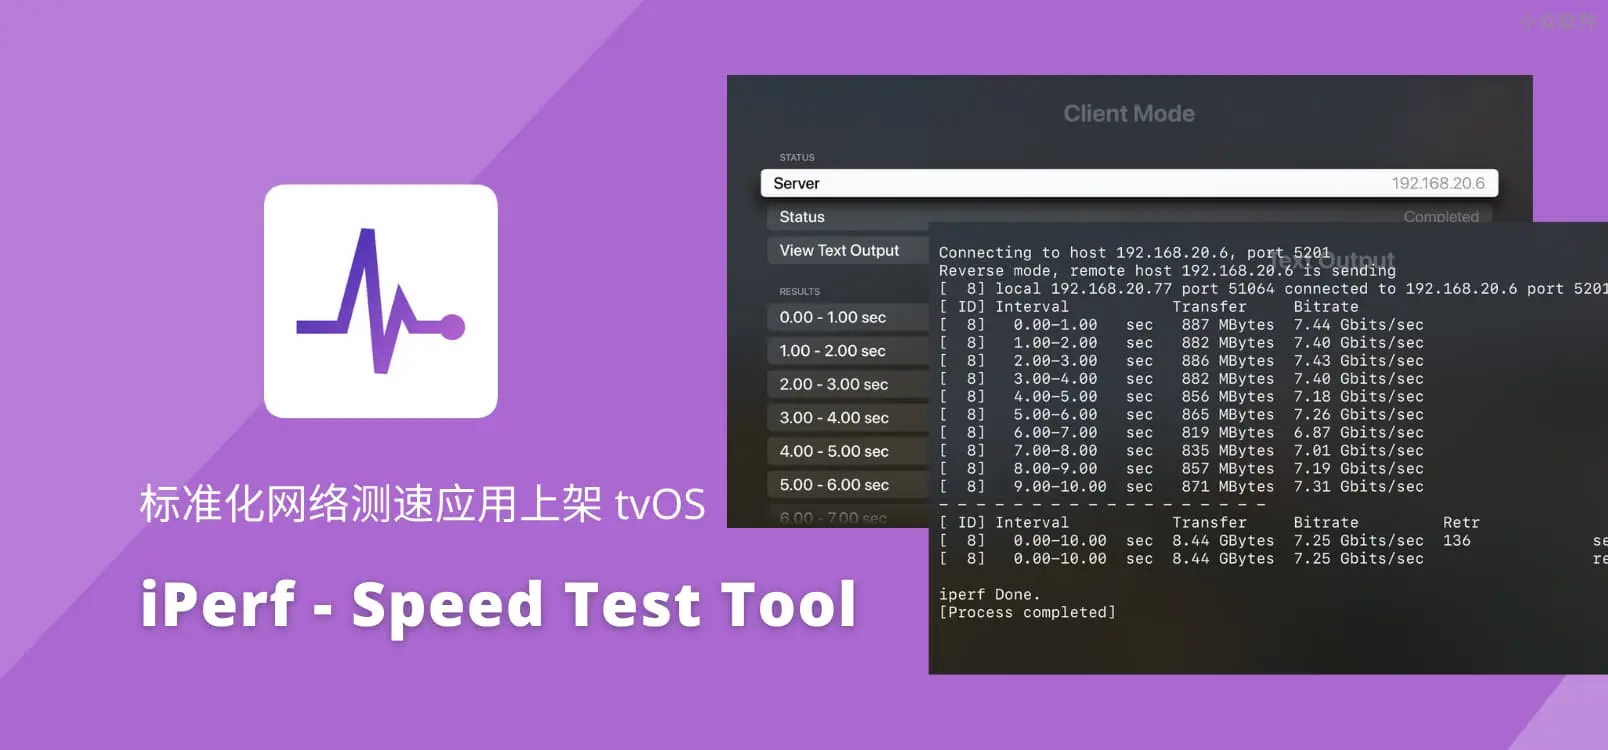 小众软件
Client Mode
STATUS
Server 192.168.20.6
Status Completed
View Text Output
RESULTS
0.00 - 1.00 sec
1.00 - 2.00 sec
2.00 - 3.00 sec
3.00 - 4.00 sec
4.00 - 5.00 sec
5.00 - 6.00 sec
6.00 - 7.00 sec
Text Output
Connecting to host 192.168.20.6, port 5201
Reverse mode, remote host 192.168.20.6 is sending
[  8] local 192.168.20.77 port 51064 connected to 192.168.20.6 port 5201
[ ID] Interval           Transfer     Bitrate
[  8]   0.00-1.00   sec   887 MBytes  7.44 Gbits/sec
[  8]   1.00-2.00   sec   882 MBytes  7.40 Gbits/sec
[  8]   2.00-3.00   sec   886 MBytes  7.43 Gbits/sec
[  8]   3.00-4.00   sec   882 MBytes  7.40 Gbits/sec
[  8]   4.00-5.00   sec   856 MBytes  7.18 Gbits/sec
[  8]   5.00-6.00   sec   865 MBytes  7.26 Gbits/sec
[  8]   6.00-7.00   sec   819 MBytes  6.87 Gbits/sec
[  8]   7.00-8.00   sec   835 MBytes  7.01 Gbits/sec
[  8]   8.00-9.00   sec   857 MBytes  7.19 Gbits/sec
[  8]   9.00-10.00  sec   871 MBytes  7.31 Gbits/sec
- - - - - - - - - - - - - - - - - -
[ ID] Interval           Transfer     Bitrate         Retr
[  8]   0.00-10.00  sec  8.44 GBytes  7.25 Gbits/sec  136             se
[  8]   0.00-10.00  sec  8.44 GBytes  7.25 Gbits/sec                  re
iperf Done.
[Process completed]
标准化网络测速应用上架 tvOS
iPerf - Speed Test Tool